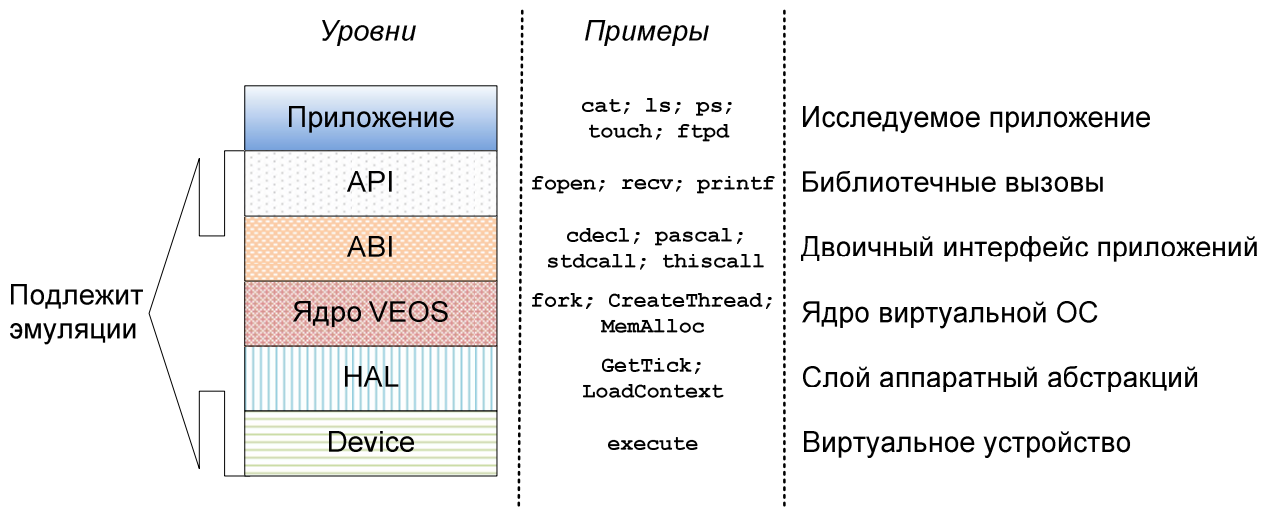 Уровни
Примеры
Приложение
cat; ls; ps;
touch; ftpd
Исследуемое приложение
API
fopen; recv; printf
Библиотечные вызовы
ABI
cdecl; pascal;
stdcall; thiscall
Двоичный интерфейс приложений
Подлежит
эмуляции
Ядро VEOS
fork; CreateThread;
MemAlloc
Ядро виртуальной ОС
HAL
GetTick;
LoadContext
Слой аппаратный абстракций
Device
execute
Виртуальное устройство